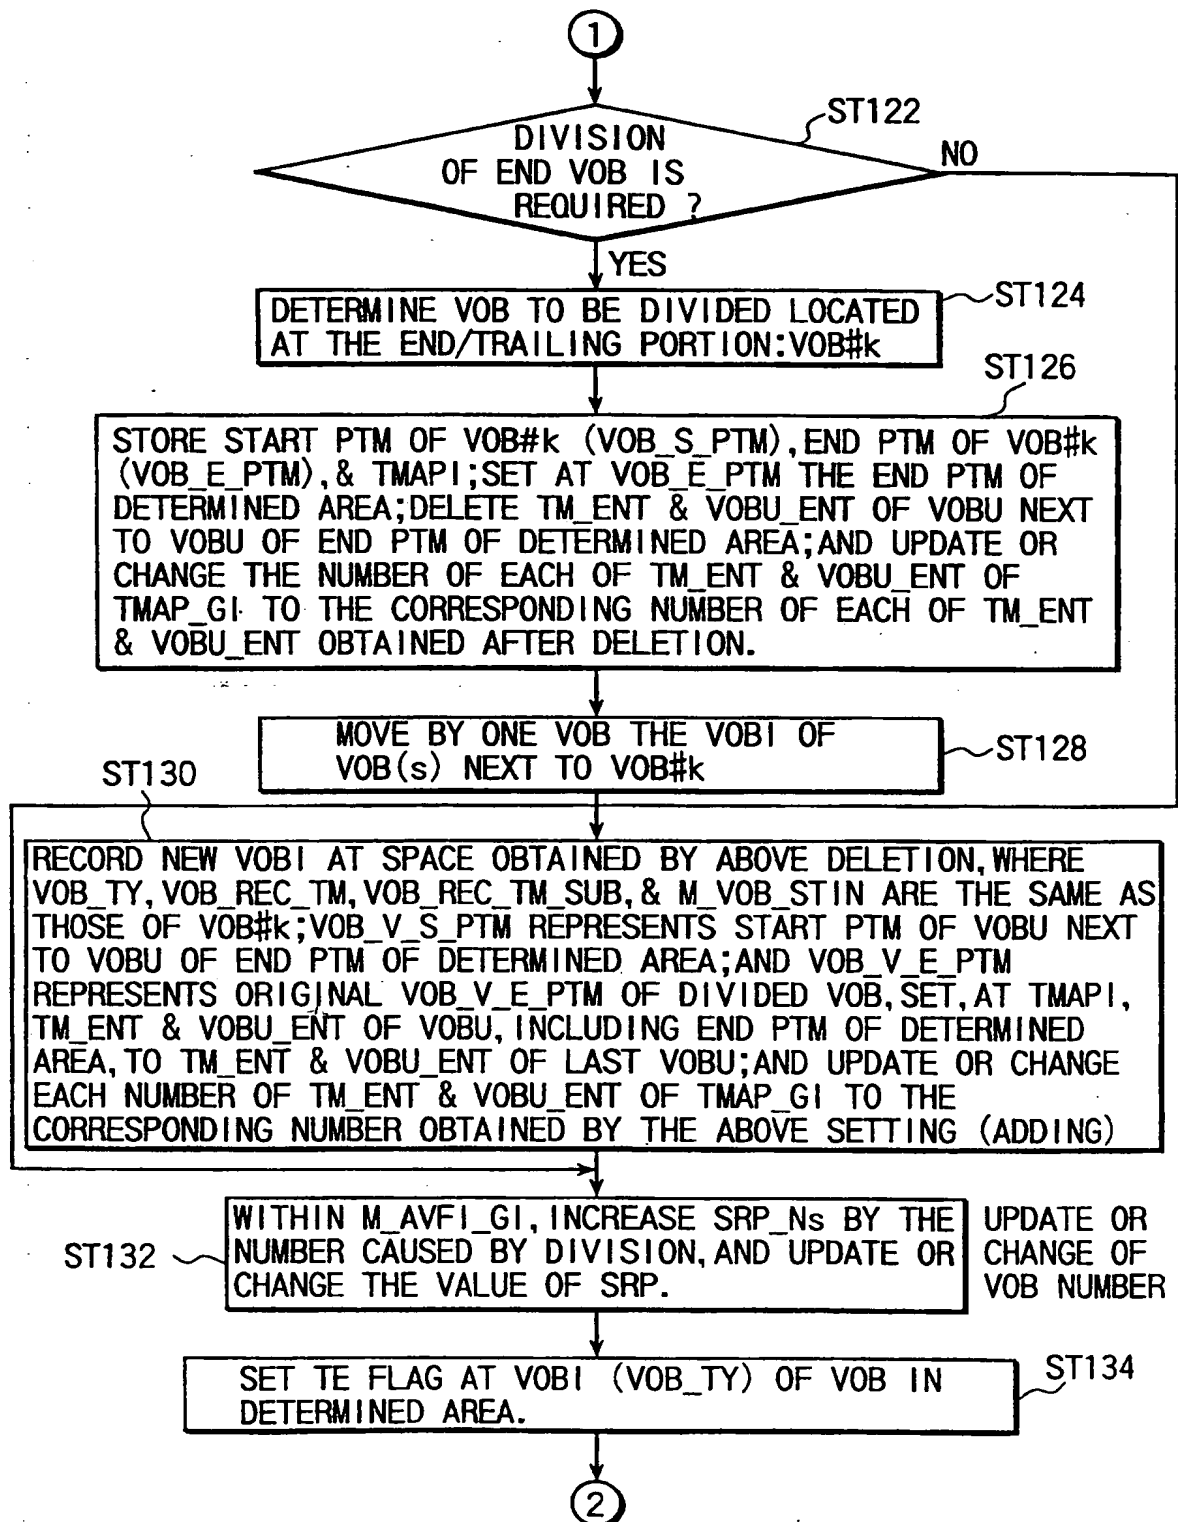 1
ST122
DIVISION
OF END VOB IS
REQUIRED ?
NO
YES
ST124
DETERMINE VOB TO BE DIVIDED LOCATED
AT THE END/TRAILING PORTION:VOB#k
ST126
STORE START PTM OF VOB#k (VOB_S_PTM),END PTM OF VOB#k
(VOB_E_PTM),& TMAPI;SET AT VOB_E_PTM THE END PTM OF
DETERMINED AREA;DELETE TM_ENT & VOBU_ENT OF VOBU NEXT
TO VOBU OF END PTM OF DETERMINED AREA;AND UPDATE OR
CHANGE THE NUMBER OF EACH OF TM_ENT & VOBU_ENT OF
TMAP_GI TO THE CORRESPONDING NUMBER OF EACH OF TM_ENT
& VOBU_ENT OBTAINED AFTER DELETION.
MOVE BY ONE VOB THE VOBI OF
VOB(s) NEXT TO VOB#k
ST128
ST130
RECORD NEW VOBI AT SPACE OBTAINED BY ABOVE DELETION,WHERE
VOB_TY,VOB_REC_TM,VOB_REC_TM_SUB,& M_VOB_STIN ARE THE SAME AS
THOSE OF VOB#k;VOB_V_S_PTM REPRESENTS START PTM OF VOBU NEXT
TO VOBU OF END PTM OF DETERMINED AREA;AND VOB_V_E_PTM
REPRESENTS ORIGINAL VOB_V_E_PTM OF DIVIDED VOB,SET,AT TMAPI,
TM_ENT & VOBU_ENT OF VOBU,INCLUDING END PTM OF DETERMINED
AREA,TO TM_ENT & VOBU_ENT OF LAST VOBU;AND UPDATE OR CHANGE
EACH NUMBER OF TM_ENT & VOBU_ENT OF TMAP_GI TO THE
CORRESPONDING NUMBER OBTAINED BY THE ABOVE SETTING (ADDING)
ST132
WITHIN M_AVFI_GI,INCREASE SRP_Ns BY THE
NUMBER CAUSED BY DIVISION,AND UPDATE OR
CHANGE THE VALUE OF SRP.
UPDATE OR
CHANGE OF
VOB NUMBER
SET TE FLAG AT VOBI (VOB_TY) OF VOB IN
DETERMINED AREA.
ST134
2